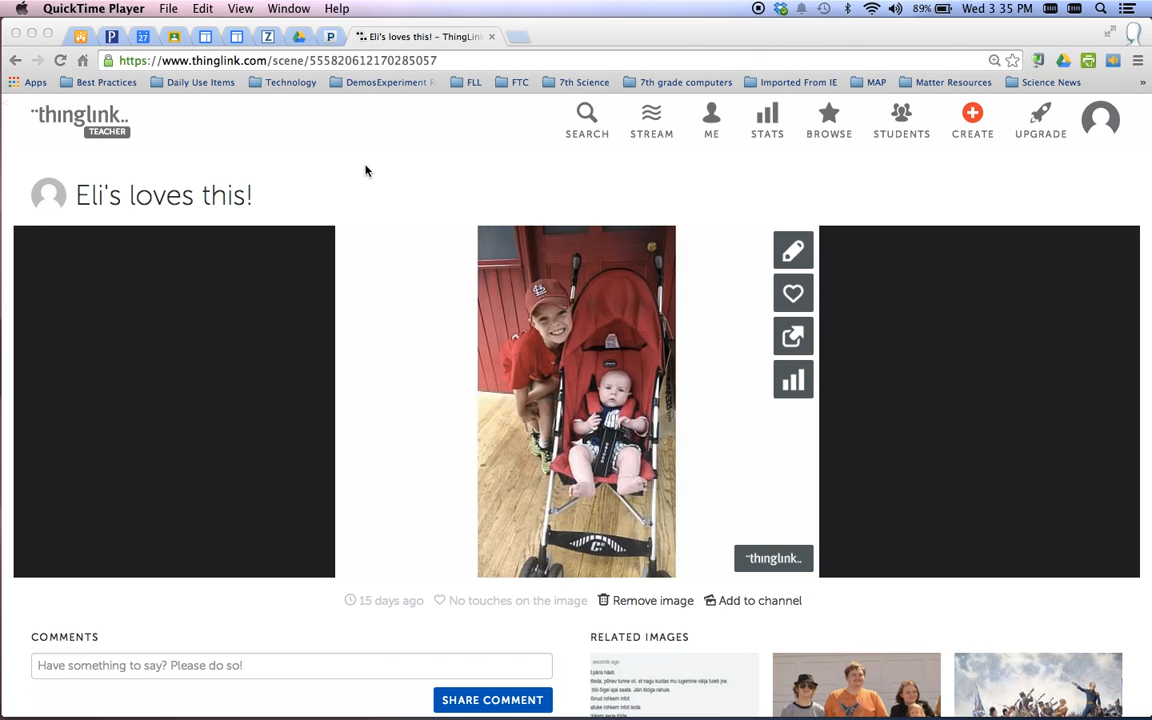 QuickTime Player File Edit View Window Help 89% Wed 3 35 PM
Eli's loves this! – ThingLink
https://www.thinglink.com/scene/555820612170285057
Apps Best Practices Daily Use Items Technology DemosExperiment FLL FTC 7th Science 7th grade computers Imported From IE MAP Matter Resources Science News »
thinglink..
TEACHER
SEARCH STREAM ME STATS BROWSE STUDENTS CREATE UPGRADE
Eli's loves this!
thinglink..
15 days ago No touches on the image Remove image Add to channel
COMMENTS
Have something to say? Please do so!
SHARE COMMENT
RELATED IMAGES